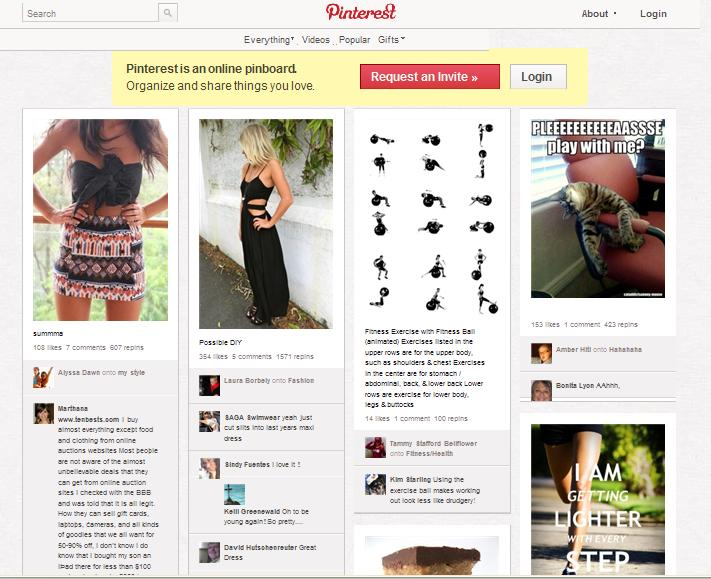 Search
Pinterest
About
Login
Everything
Videos
Popular
Gifts
Pinterest is an online pinboard.
Organize and share things you love.
Request an Invite »
Login
summma
108 likes 7 comments 607 repins
Alyssa Dawn onto my style
Marthana
www.tenbests.com I buy
almost everything except food
and clothing from online
auctions websites Most people
are not aware of the almost
unbelievable deals that they
can get from online auction
sites I checked with the BBB
and was told that it is all legit.
How they can sell gift cards,
laptops, cameras, and all kinds
of goodies that we all want for
50-90% off, I don't know I do
know that I bought my son an
iPad there for less than $100
Possible DIY
354 likes 5 comments 1571 repins
Laura Borbely onto Fashion
SAGA Swimwear yeah just
cut slits into last years maxi
dress
Sindy Fuentes I love it !
Kelli Greenewald Oh to be
young again! So pretty....
David Hutschenreuter Great
Dress
Fitness Exercise with Fitness Ball
(animated) Exercises listed in the
upper rows are for the upper body,
such as shoulders & chest Exercises
in the center are for stomach /
abdominal, back, & lower back Lower
rows are exercise for lower body,
legs & buttocks
14 likes 1 comment 100 repins
Tammy Stafford Bellflower
onto Fitness/Health
Kim Starling Using the
exercise ball makes working
out look less like drudgery!
PLEEEEEEEEEEAASSSE
play with me?
153 likes 1 comment 423 repins
Amber Hitl onto Hahahaha
Bonita Lyon AAhhh,
I AM
GETTING
LIGHTER
WITH EVERY
STEP